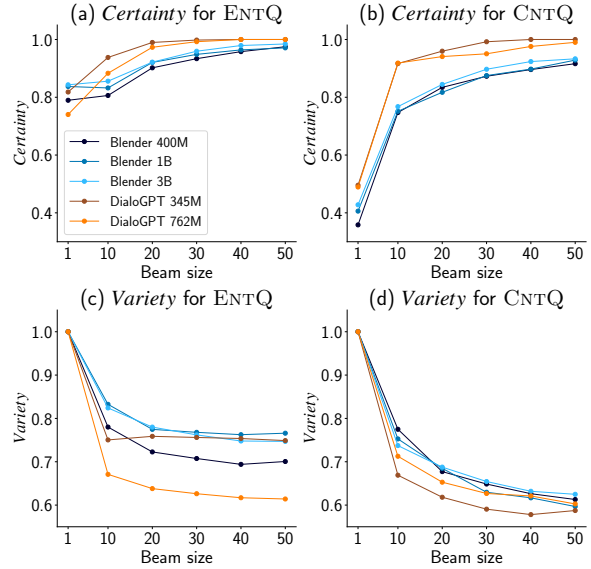 (a) Certainty for ENTQ
1.0
0.8
0.6
0.4
Certainty
Blender 400M
Blender 1B
Blender 3B
DialoGPT 345M
DialoGPT 762M
1 10 20 30 40 50
Beam size
(b) Certainty for CNTQ
1.0
0.8
0.6
0.4
Certainty
1 10 20 30 40 50
Beam size
(c) Variety for ENTQ
1.0
0.9
0.8
0.7
0.6
Variety
1 10 20 30 40 50
Beam size
(d) Variety for CNTQ
1.0
0.9
0.8
0.7
0.6
Variety
1 10 20 30 40 50
Beam size